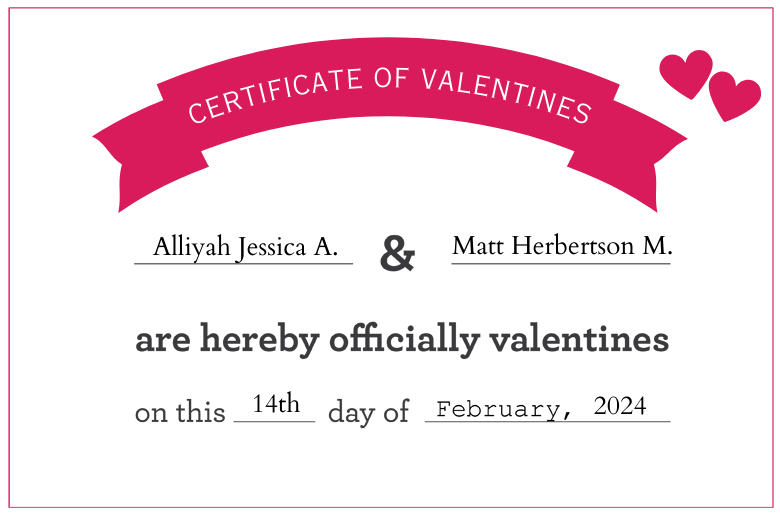 CERTIFICATE OF VALENTINES
Alliyah Jessica A. & Matt Herbertson M.
are hereby officially valentines
on this 14th day of February, 2024